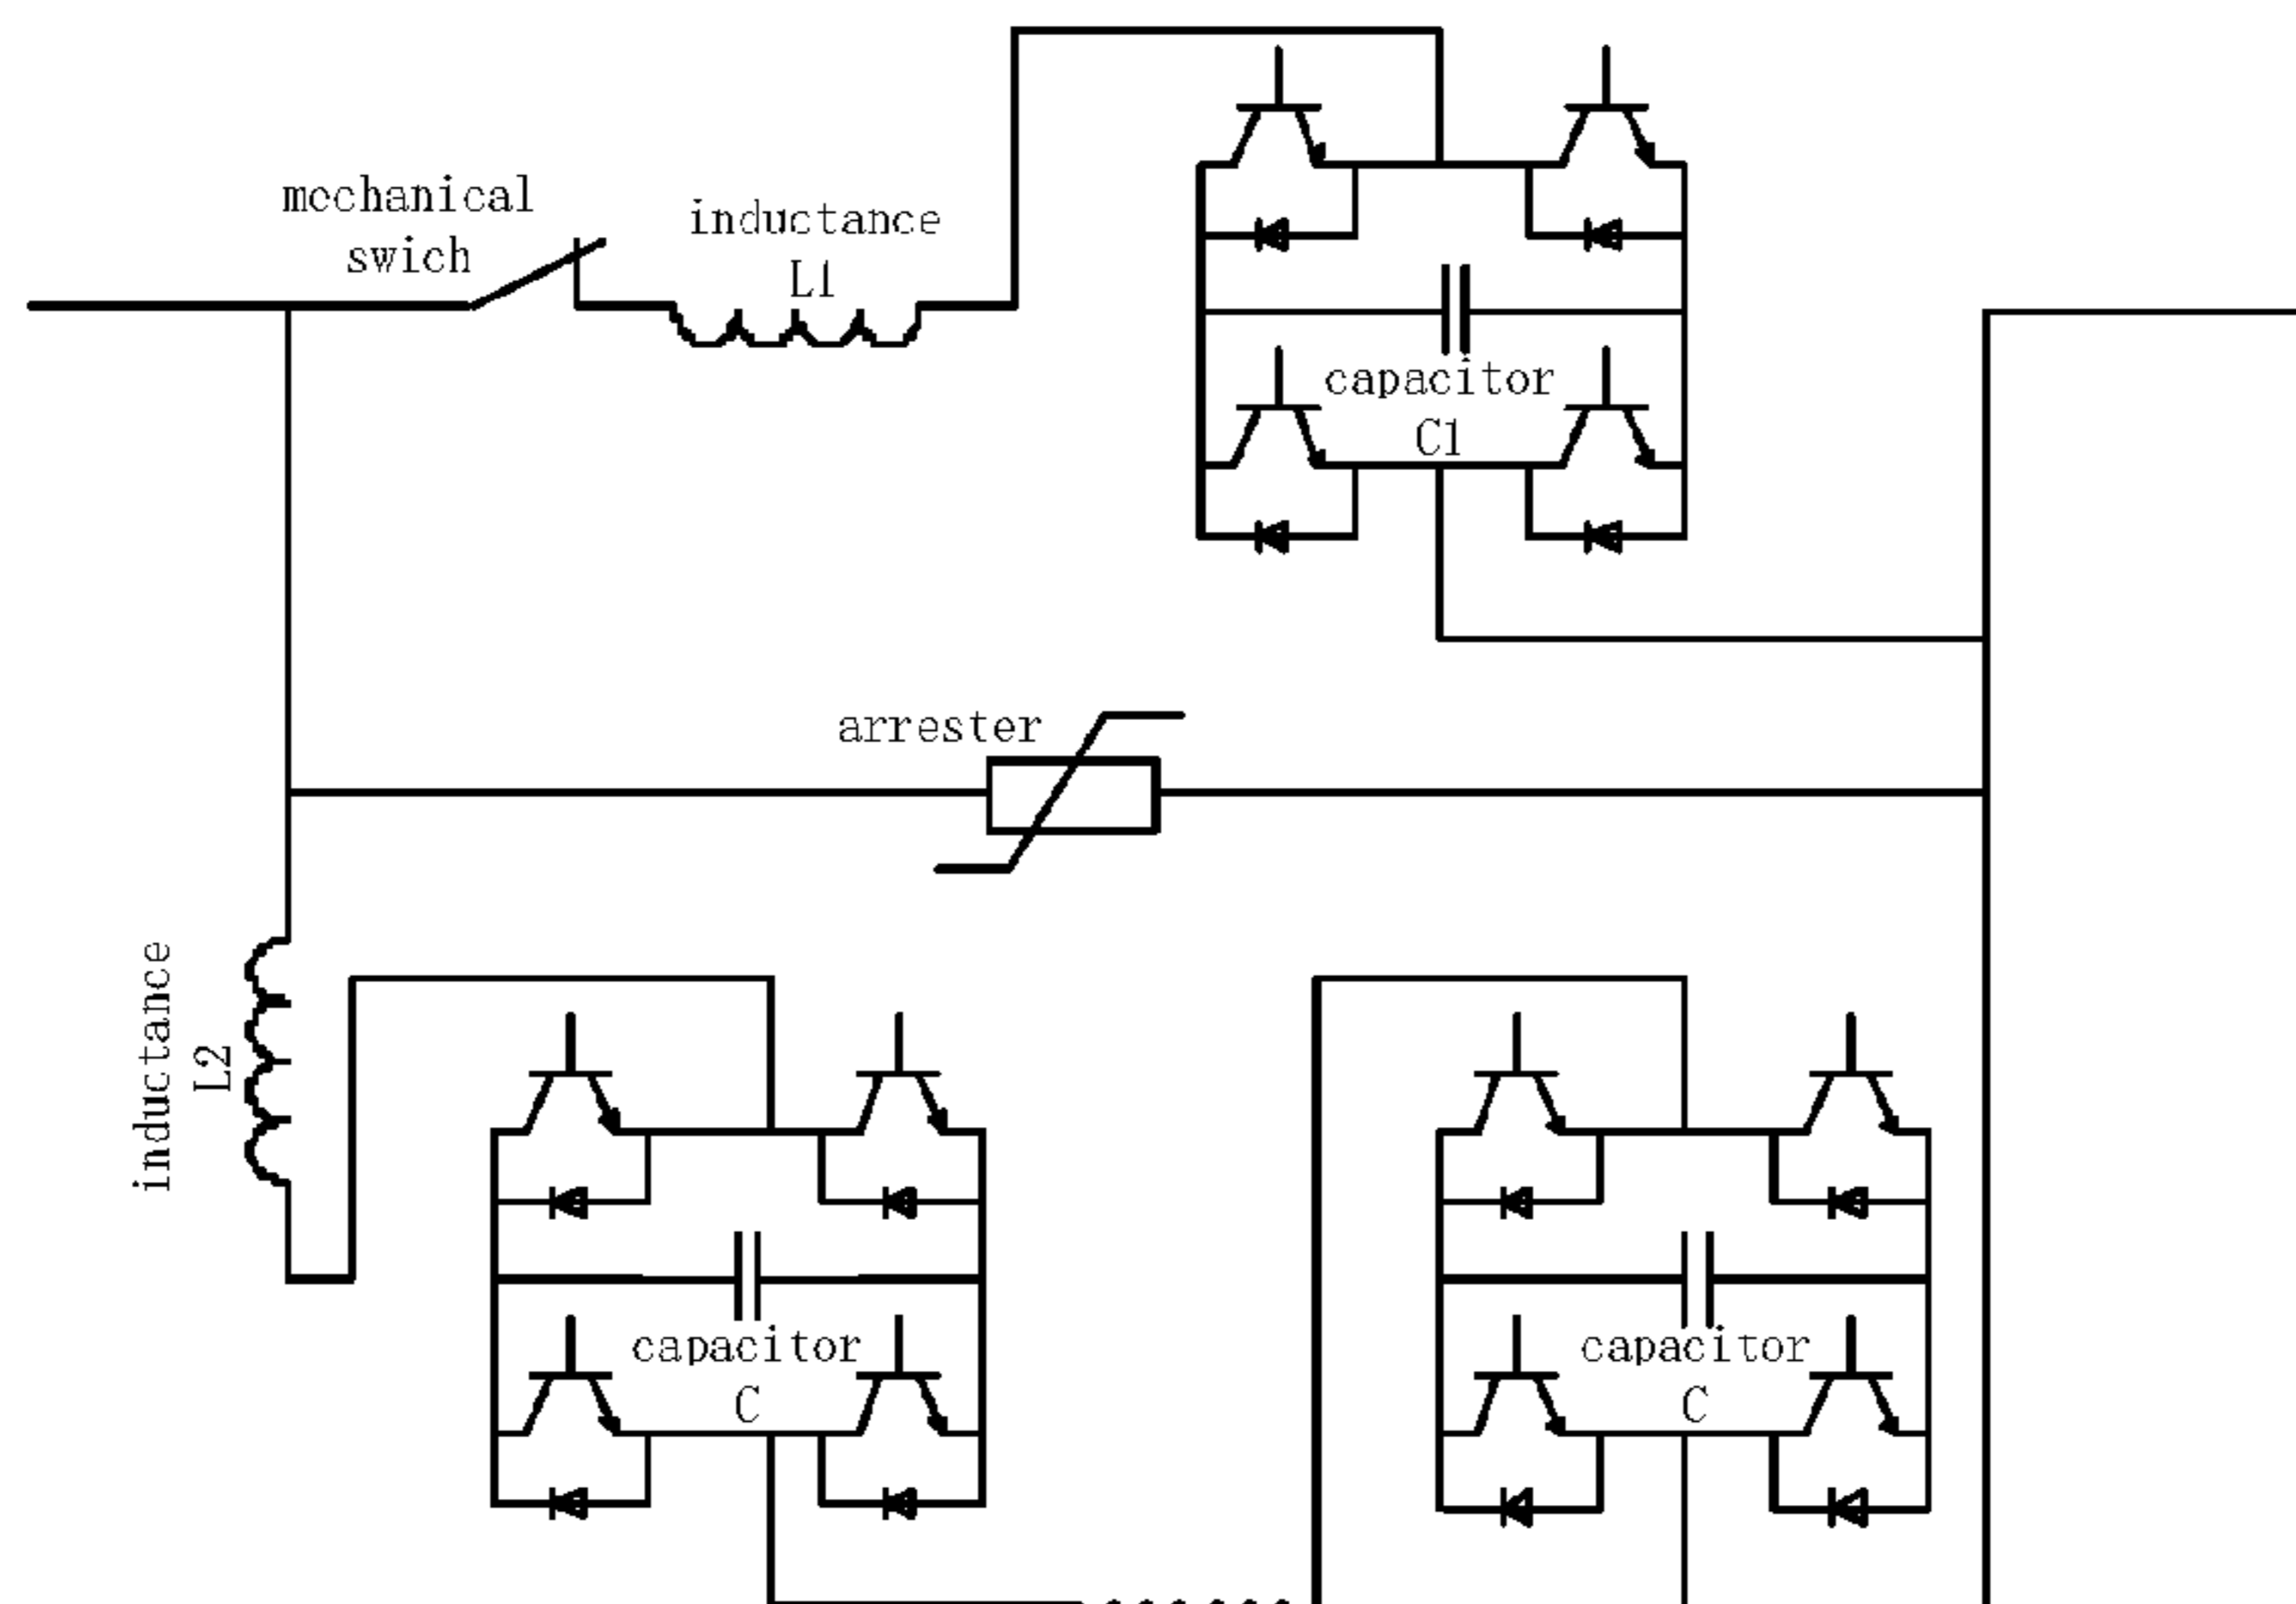 mechanical
swich
inductance
L1
capacitor
C1
arrester
inductance
L2
capacitor
C
capacitor
C